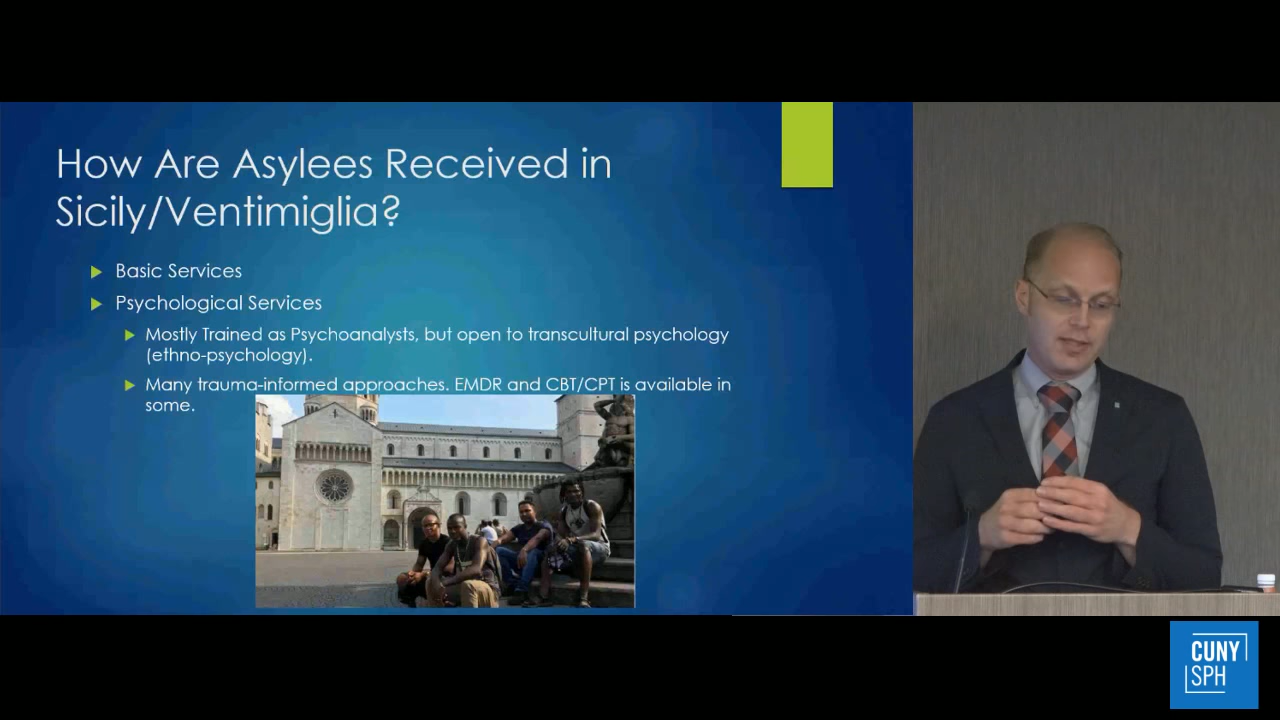 How Are Asylees Received in
Sicily/Ventimiglia?
Basic Services
Psychological Services
Mostly Trained as Psychoanalysts, but open to transcultural psychology
(ethno-psychology).
Many trauma-informed approaches. EMDR and CBT/CPT is available in
some.
CUNY
SPH